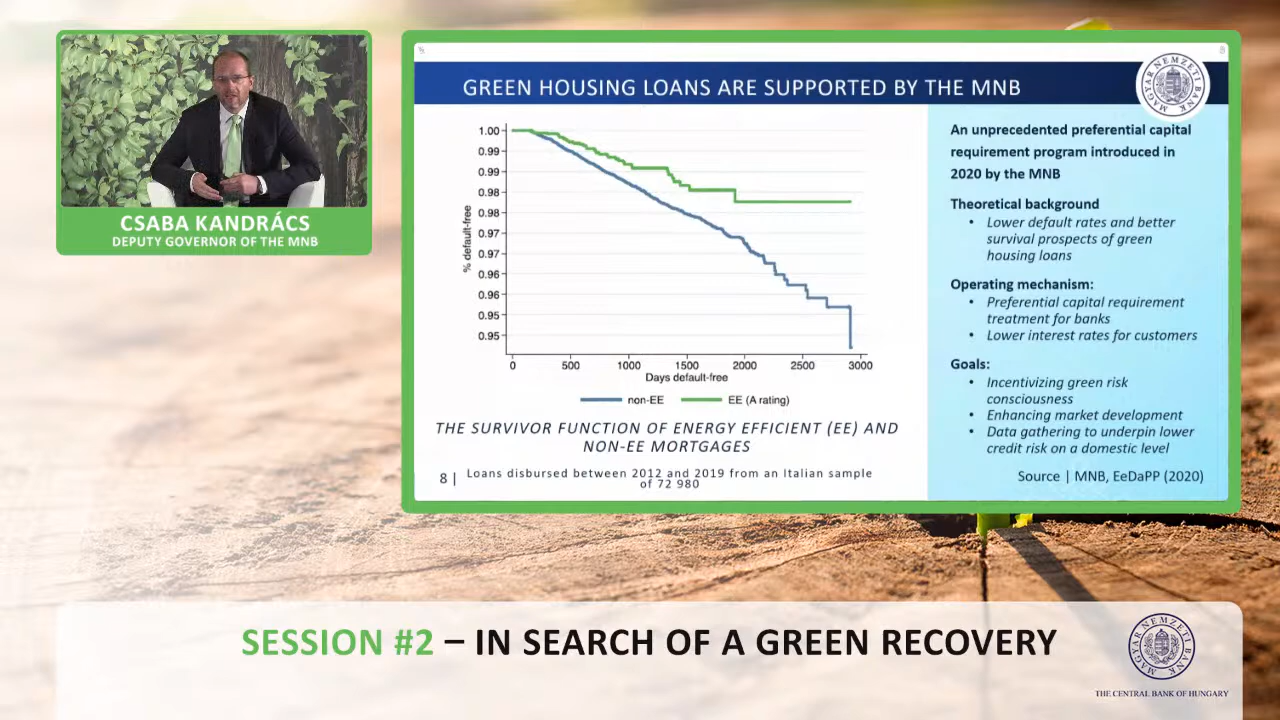 CSABA KANDRÁCS
DEPUTY GOVERNOR OF THE MNB
GREEN HOUSING LOANS ARE SUPPORTED BY THE MNB
MAGYAR NEMZETI BANK
1.00
0.99
0.99
0.98
0.98
0.97
0.96
0.96
0.95
0.95
% default-free
0 500 1000 1500 2000 2500 3000
Days default-free
non-EE EE (A rating)
THE SURVIVOR FUNCTION OF ENERGY EFFICIENT (EE) AND
NON-EE MORTGAGES
8 | Loans disbursed between 2012 and 2019 from an Italian sample
of 72 980
An unprecedented preferential capital
requirement program introduced in
2020 by the MNB
Theoretical background
• Lower default rates and better
survival prospects of green
housing loans
Operating mechanism:
• Preferential capital requirement
treatment for banks
• Lower interest rates for customers
Goals:
• Incentivizing green risk
consciousness
• Enhancing market development
• Data gathering to underpin lower
credit risk on a domestic level
Source | MNB, EeDaPP (2020)
SESSION #2 – IN SEARCH OF A GREEN RECOVERY
MAGYAR NEMZETI BANK
THE CENTRAL BANK OF HUNGARY